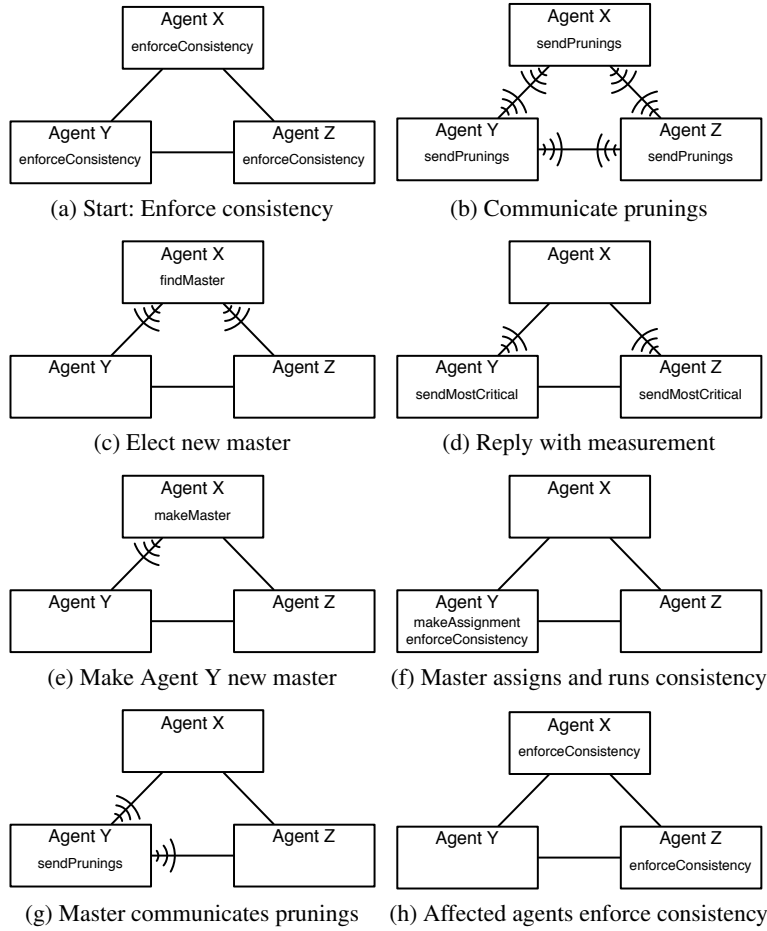 Agent X
enforceConsistency
Agent Y
enforceConsistency
Agent Z
enforceConsistency
(a) Start: Enforce consistency
Agent X
sendPrunings
Agent Y
sendPrunings
Agent Z
sendPrunings
(b) Communicate prunings
Agent X
findMaster
Agent Y
Agent Z
(c) Elect new master
Agent X
Agent Y
sendMostCritical
Agent Z
sendMostCritical
(d) Reply with measurement
Agent X
makeMaster
Agent Y
Agent Z
(e) Make Agent Y new master
Agent X
Agent Y
makeAssignment
enforceConsistency
Agent Z
(f) Master assigns and runs consistency
Agent X
Agent Y
sendPrunings
Agent Z
(g) Master communicates prunings
Agent X
enforceConsistency
Agent Y
Agent Z
enforceConsistency
(h) Affected agents enforce consistency